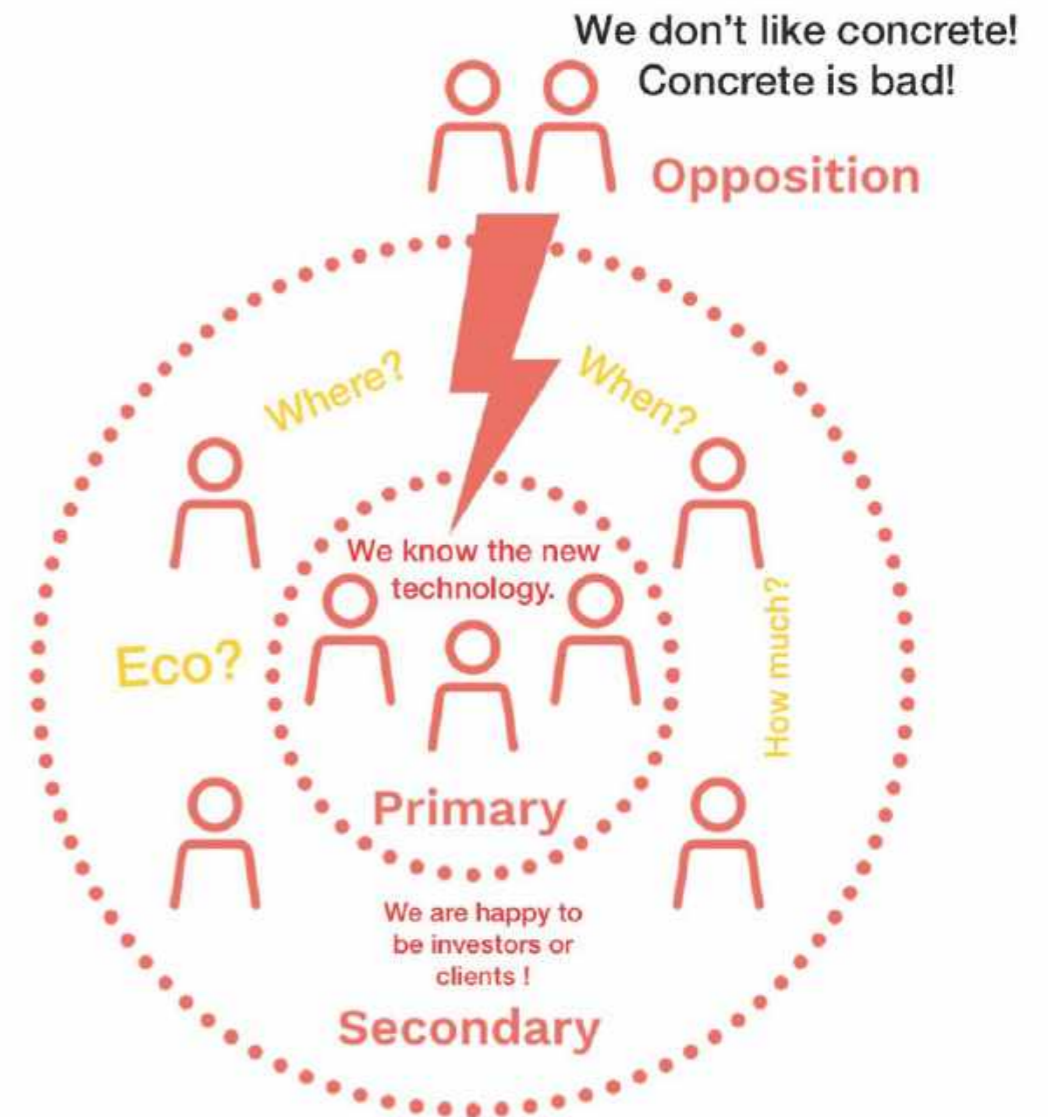 We don't like concrete!
Concrete is bad!
Opposition
Where?
When?
We know the new
technology.
Eco?
How much?
Primary
We are happy to
be investors or
clients !
Secondary